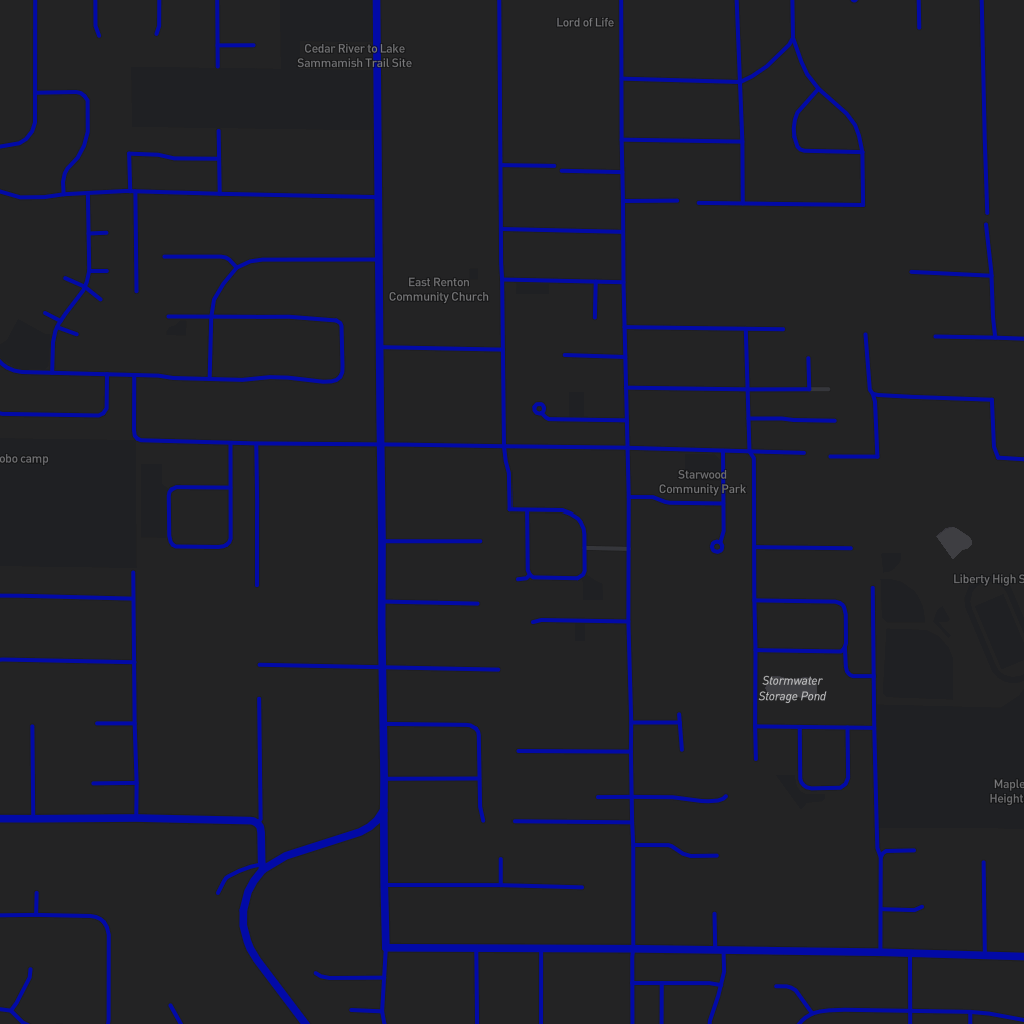 Lord of Life
Cedar River to Lake
Sammamish Trail Site
East Renton
Community Church
obo camp
Starwood
Community Park
Liberty High S
Stormwater
Storage Pond
Maple
Height